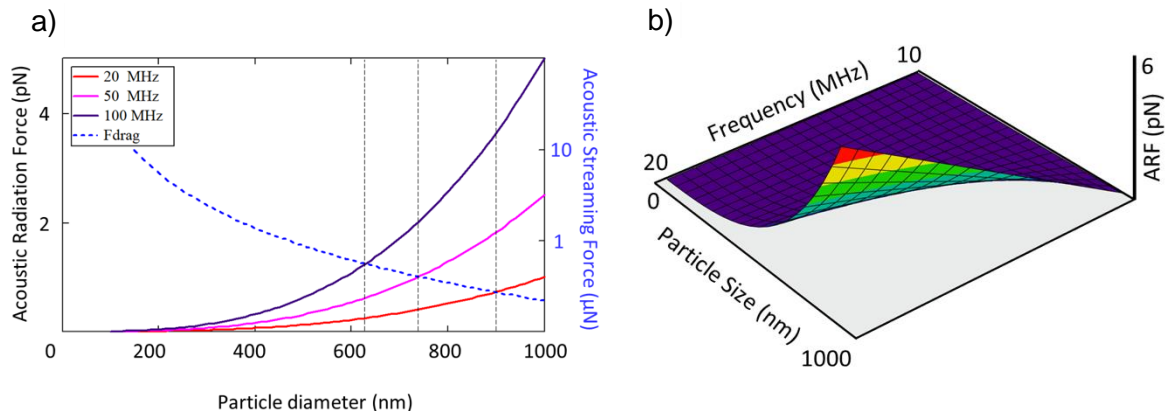 a)
Acoustic Radiation Force (pN)
4
2
20 MHz
50 MHz
100 MHz
Fdrag
10
1
Acoustic Streaming Force (µN)
0 200 400 600 800 1000
Particle diameter (nm)
b)
10
Frequency (MHz)
20
0
Particle Size (nm)
1000
6
ARF (pN)